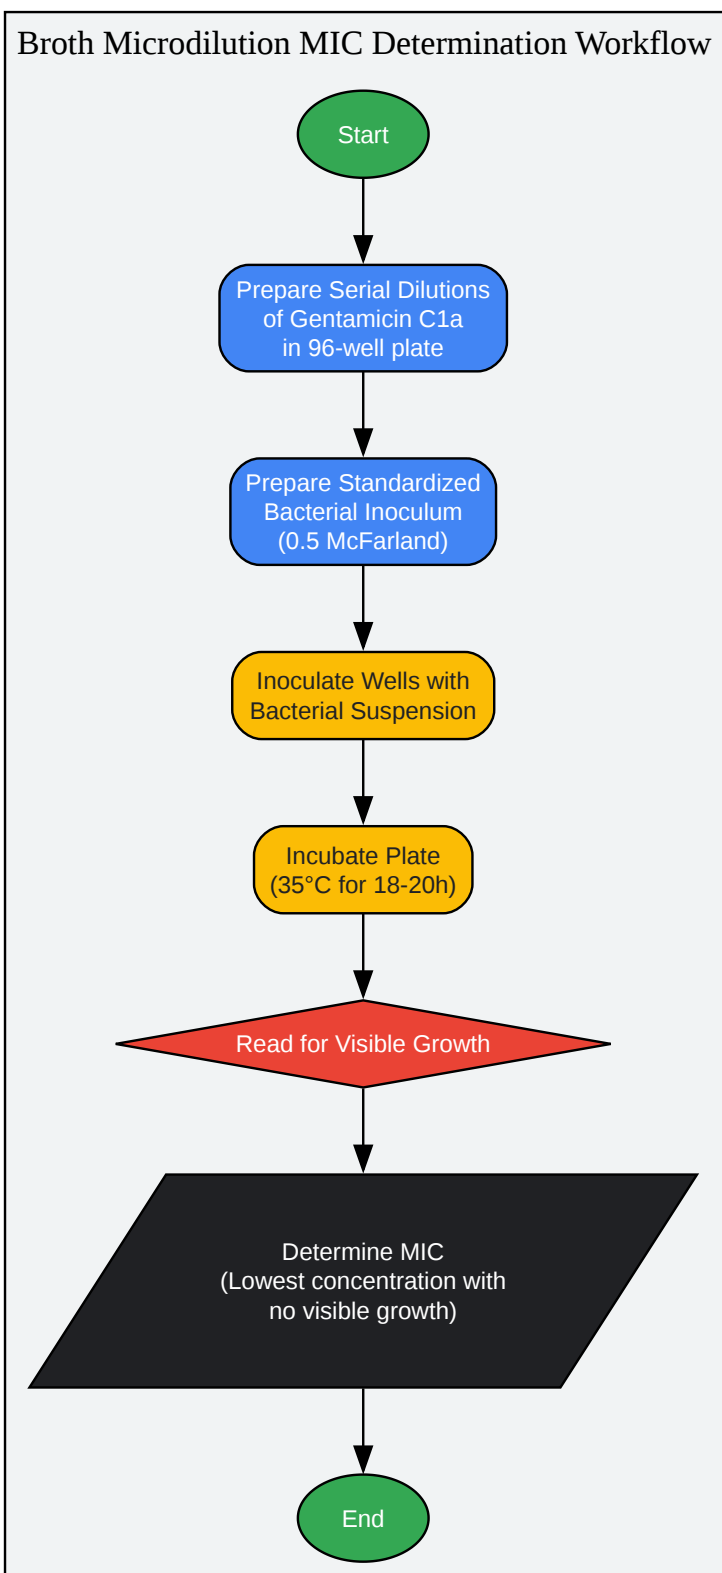 Broth Microdilution MIC Determination Workflow
Start
Prepare Serial Dilutions
of Gentamicin C1a
in 96-well plate
Prepare Standardized
Bacterial Inoculum
(0.5 McFarland)
Inoculate Wells with
Bacterial Suspension
Incubate Plate
(35°C for 18-20h)
Read for Visible Growth
Determine MIC
(Lowest concentration with
no visible growth)
End